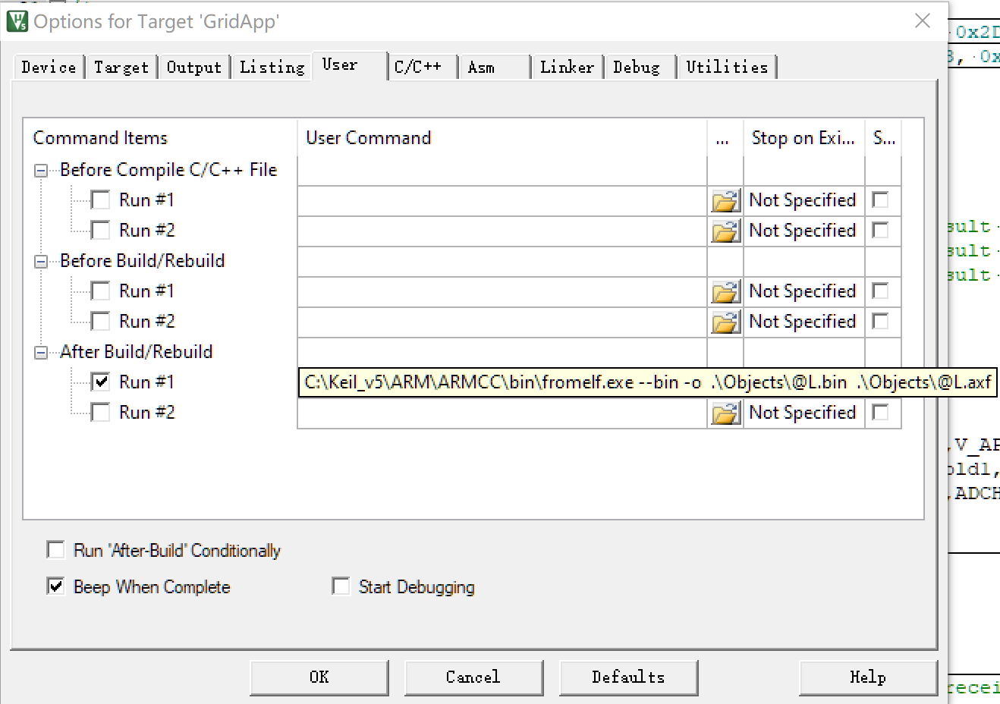 Options for Target 'GridApp'
Device Target Output Listing User C/C++ Asm Linker Debug Utilities
Command Items User Command ... Stop on Exi... S...
Before Compile C/C++ File
Run #1 Not Specified
Run #2 Not Specified
Before Build/Rebuild
Run #1 Not Specified
Run #2 Not Specified
After Build/Rebuild
Run #1 C:\Keil_v5\ARM\ARMCC\bin\fromelf.exe --bin -o .\Objects\@L.bin .\Objects\@L.axf
Run #2 Not Specified
Run 'After-Build' Conditionally
Beep When Complete Start Debugging
OK Cancel Defaults Help
sult
sult
sult
,V_AP
old1,
,ADCH
recei